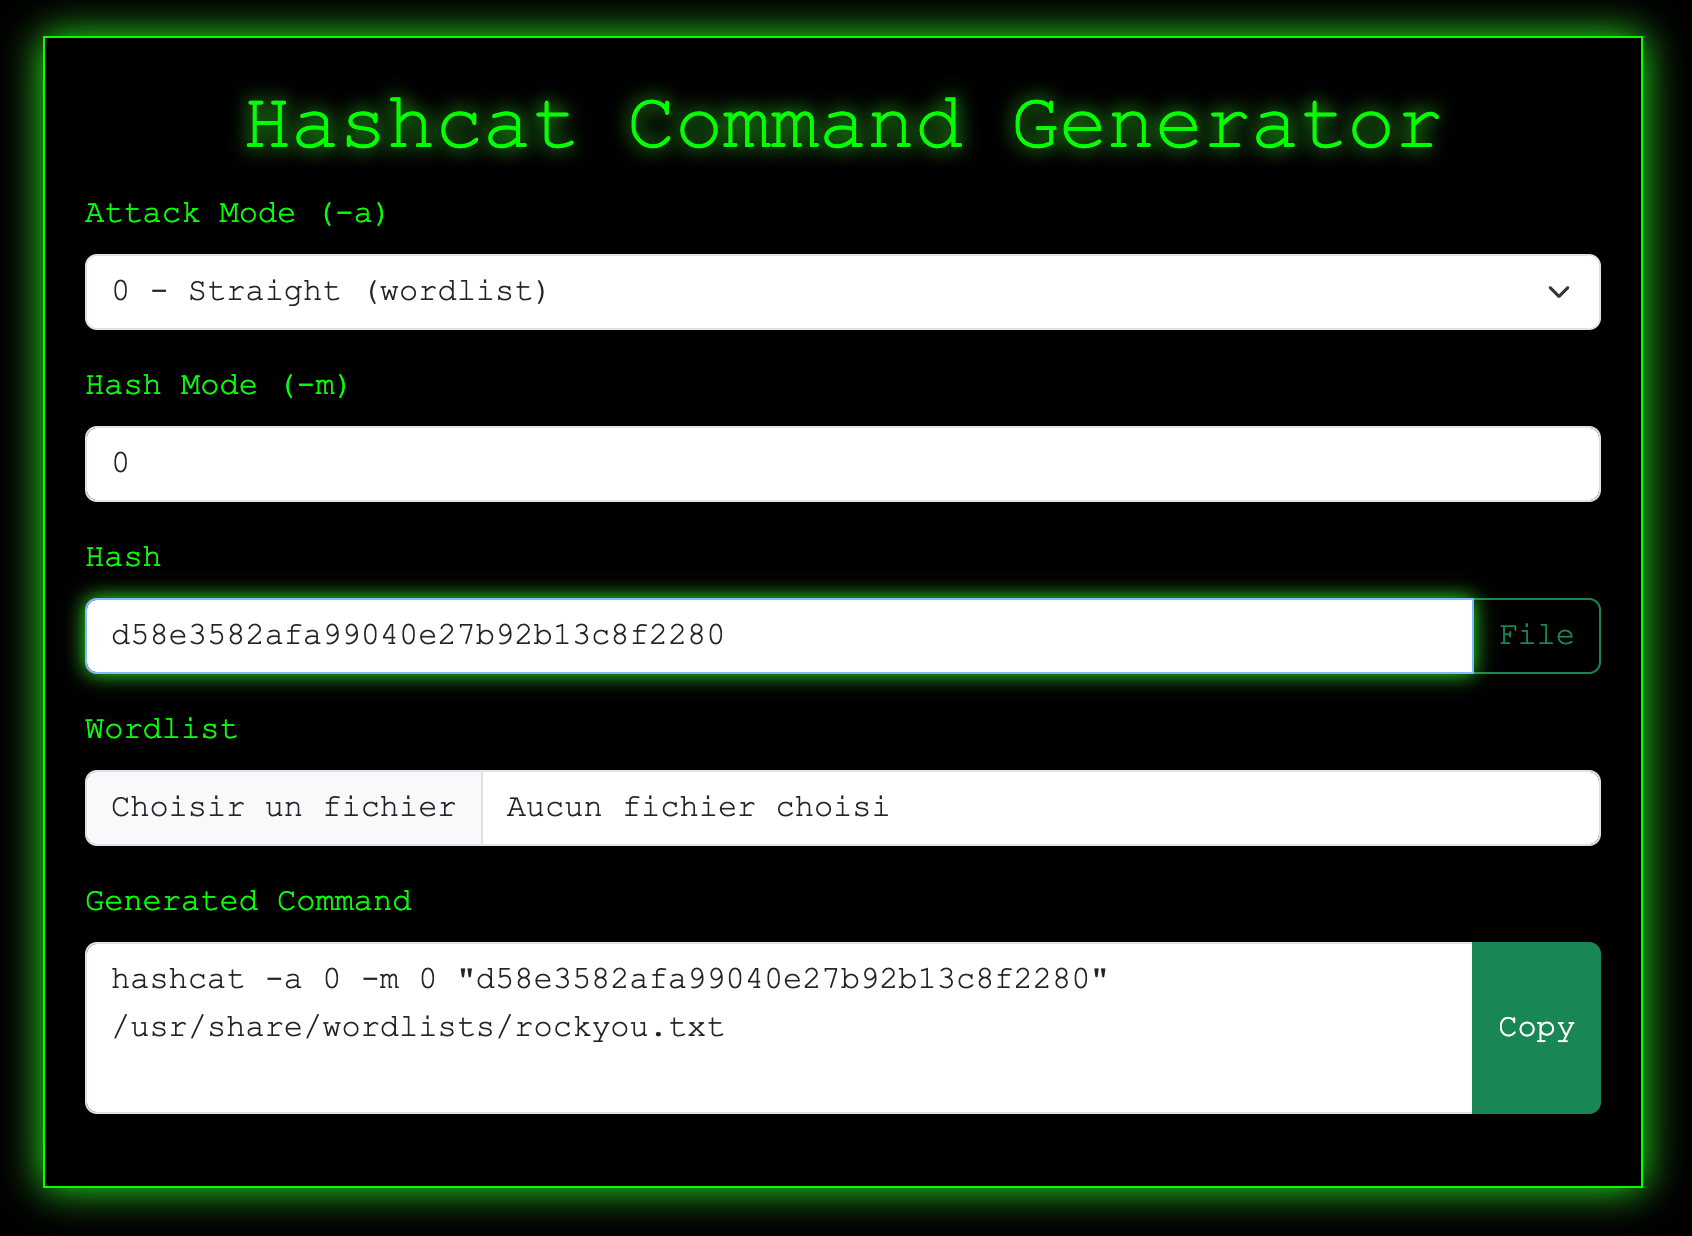 Hashcat Command Generator
Attack Mode (-a)
0 - Straight (wordlist)
Hash Mode (-m)
0
Hash
d58e3582afa99040e27b92b13c8f2280
File
Wordlist
Choisir un fichier Aucun fichier choisi
Generated Command
hashcat -a 0 -m 0 "d58e3582afa99040e27b92b13c8f2280"
/usr/share/wordlists/rockyou.txt
Copy